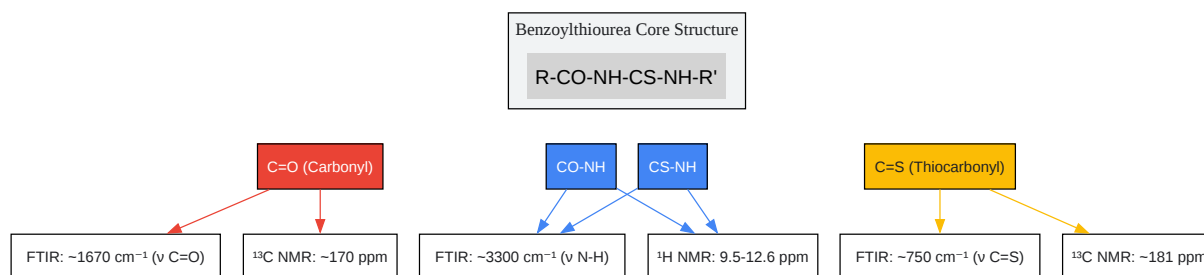 Benzoylthiourea Core Structure
R-CO-NH-CS-NH-R'
C=O (Carbonyl)
CO-NH
CS-NH
C=S (Thiocarbonyl)
FTIR: ~1670 cm⁻¹ (ν C=O)
¹³C NMR: ~170 ppm
FTIR: ~3300 cm⁻¹ (ν N-H)
¹H NMR: 9.5-12.6 ppm
FTIR: ~750 cm⁻¹ (ν C=S)
¹³C NMR: ~181 ppm